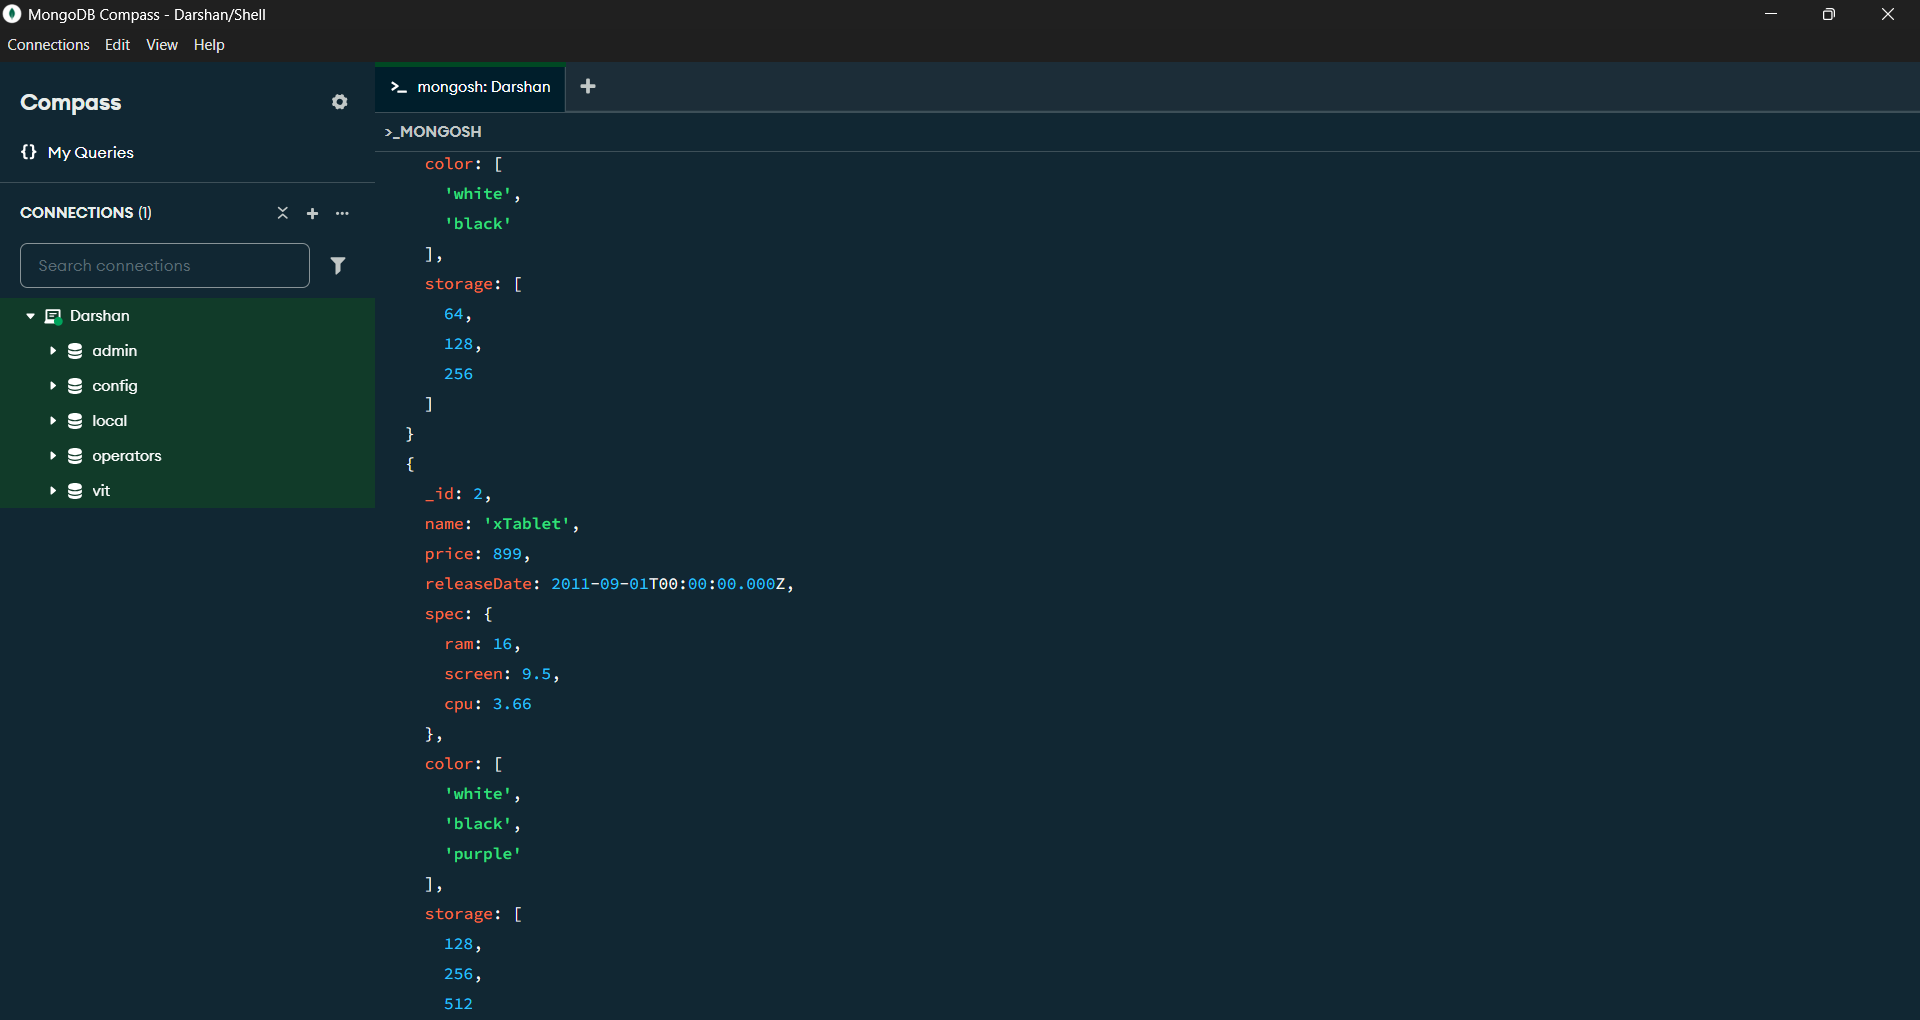 MongoDB Compass - Darshan/Shell
Connections Edit View Help
Compass
{} My Queries
CONNECTIONS (1)
Search connections
Darshan
admin
config
local
operators
vit
>_ mongosh: Darshan +
>_MONGOSH
color: [
'white',
'black'
],
storage: [
64,
128,
256
]
}
{
_id: 2,
name: 'xTablet',
price: 899,
releaseDate: 2011-09-01T00:00:00.000Z,
spec: {
ram: 16,
screen: 9.5,
cpu: 3.66
},
color: [
'white',
'black',
'purple'
],
storage: [
128,
256,
512